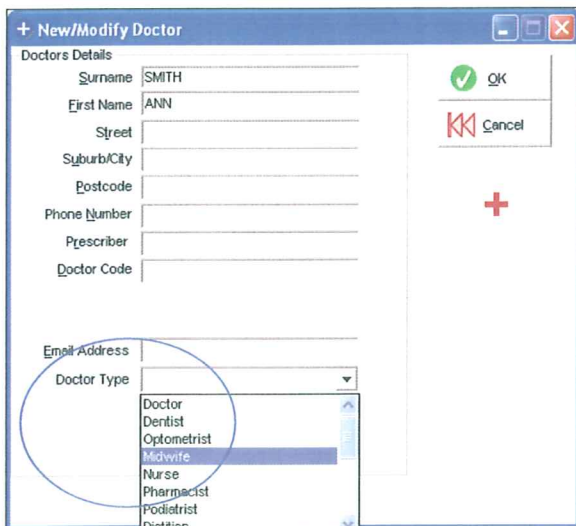 + New/Modify Doctor
Doctors Details
Surname SMITH
First Name ANN
Street
Suburb/City
Postcode
Phone Number
Prescriber
Doctor Code
Email Address
Doctor Type
Doctor
Dentist
Optometrist
Midwife
Nurse
Pharmacist
Podiatrist
Dietitian
OK
Cancel